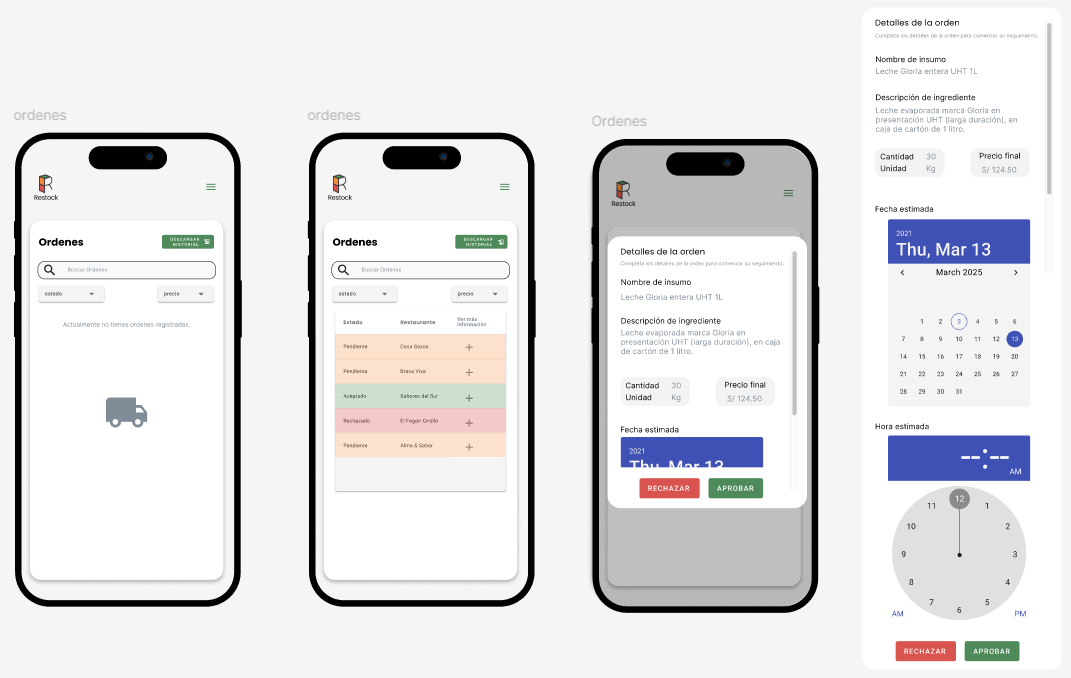 ordenes
Restock
Ordenes
DESCARGAR
HISTORIAL
Buscar Ordenes
estado
precio
Actualmente no tienes ordenes registradas.
ordenes
Restock
Ordenes
DESCARGAR
HISTORIAL
Buscar Ordenes
estado
precio
Estado Restaurante Ver más
información
Pendiente Casa Sazon
Pendiente Brasa Viva
Aceptado Sabores del Sur
Rechazado El Fogon Criollo
Pendiente Alma & Sabor
Ordenes
Restock
Detalles de la orden
Completa los detalles de la orden para comenzar su seguimiento.
Nombre de insumo
Leche Gloria entera UHT 1L
Descripción de ingrediente
Leche evaporada marca Gloria en
presentación UHT (larga duración), en caja
de cartón de 1 litro.
Cantidad 30
Unidad Kg
Precio final
S/ 124.50
Fecha estimada
2021
Thu, Mar 13
RECHAZAR
APROBAR
Detalles de la orden
Completa los detalles de la orden para comenzar su seguimiento.
Nombre de insumo
Leche Gloria entera UHT 1L
Descripción de ingrediente
Leche evaporada marca Gloria en
presentación UHT (larga duración), en
caja de cartón de 1 litro.
Cantidad 30
Unidad Kg
Precio final
S/ 124.50
Fecha estimada
2021
Thu, Mar 13
March 2025
1 2 3 4 5 6
7 8 9 10 11 12 13
14 15 16 17 18 19 20
21 22 23 24 25 26 27
28 29 30 31
Hora estimada
--:--
AM
12
11 1
10 2
9 3
8 4
7 5
6
AM PM
RECHAZAR
APROBAR